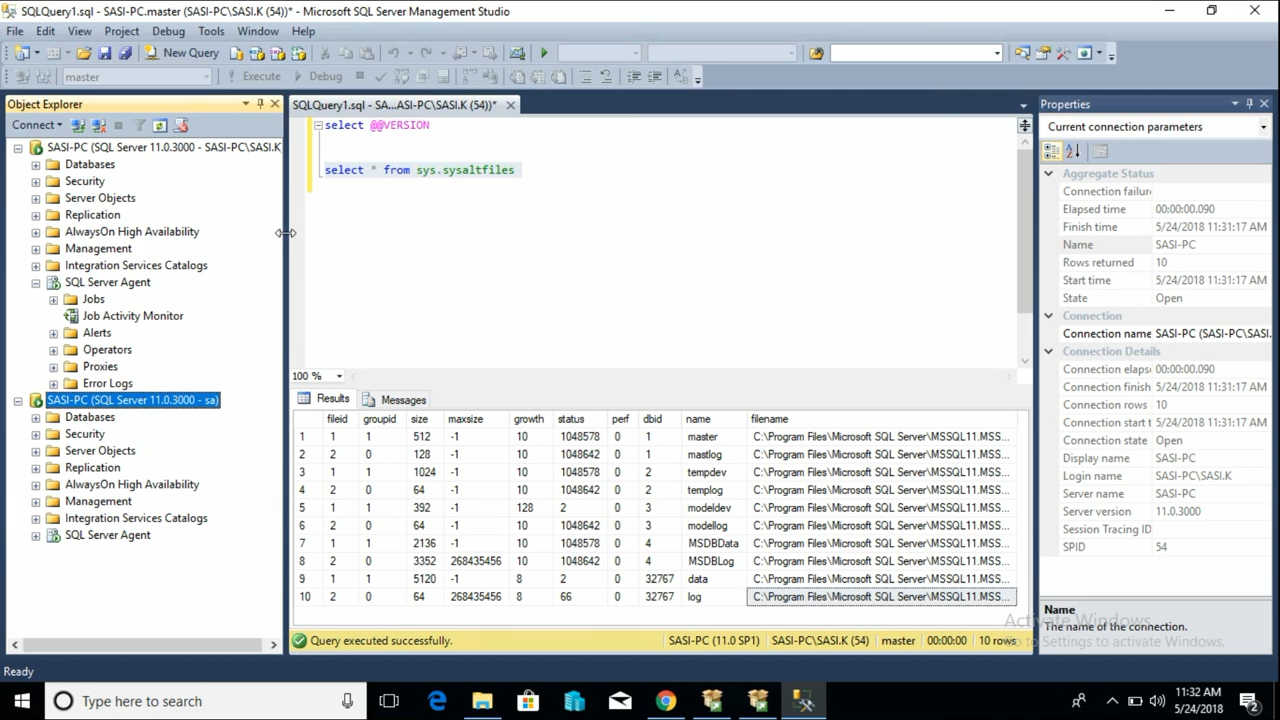 SQLQuery1.sql - SASI-PC.master (SASI-PC\SASI.K (54))* - Microsoft SQL Server Management Studio
File Edit View Project Debug Tools Window Help
New Query
master Execute Debug
Object Explorer
Connect
SASI-PC (SQL Server 11.0.3000 - SASI-PC\SASI.K
Databases
Security
Server Objects
Replication
AlwaysOn High Availability
Management
Integration Services Catalogs
SQL Server Agent
Jobs
Job Activity Monitor
Alerts
Operators
Proxies
Error Logs
SASI-PC (SQL Server 11.0.3000 - sa)
Databases
Security
Server Objects
Replication
AlwaysOn High Availability
Management
Integration Services Catalogs
SQL Server Agent
SQLQuery1.sql - SA...ASI-PC\SASI.K (54))*
select @@VERSION
select * from sys.sysaltfiles
100 %
Results Messages
fileid groupid size maxsize growth status perf dbid name filename
1 1 1 512 -1 10 1048578 0 1 master C:\Program Files\Microsoft SQL Server\MSSQL11.MSS...
2 2 0 128 -1 10 1048642 0 1 mastlog C:\Program Files\Microsoft SQL Server\MSSQL11.MSS...
3 1 1 1024 -1 10 1048578 0 2 tempdev C:\Program Files\Microsoft SQL Server\MSSQL11.MSS...
4 2 0 64 -1 10 1048642 0 2 templog C:\Program Files\Microsoft SQL Server\MSSQL11.MSS...
5 1 1 392 -1 128 2 0 3 modeldev C:\Program Files\Microsoft SQL Server\MSSQL11.MSS...
6 2 0 64 -1 10 1048642 0 3 modellog C:\Program Files\Microsoft SQL Server\MSSQL11.MSS...
7 1 1 2136 -1 10 1048578 0 4 MSDBData C:\Program Files\Microsoft SQL Server\MSSQL11.MSS...
8 2 0 3352 268435456 10 1048642 0 4 MSDBLog C:\Program Files\Microsoft SQL Server\MSSQL11.MSS...
9 1 1 5120 -1 8 2 0 32767 data C:\Program Files\Microsoft SQL Server\MSSQL11.MSS...
10 2 0 64 268435456 8 66 0 32767 log C:\Program Files\Microsoft SQL Server\MSSQL11.MSS...
Query executed successfully. SASI-PC (11.0 SP1) SASI-PC\SASI.K (54) master 00:00:00 10 rows
Properties
Current connection parameters
Aggregate Status
Connection failur
Elapsed time 00:00:00.090
Finish time 5/24/2018 11:31:17 AM
Name SASI-PC
Rows returned 10
Start time 5/24/2018 11:31:17 AM
State Open
Connection
Connection name SASI-PC (SASI-PC\SASI.
Connection Details
Connection elaps 00:00:00.090
Connection finish 5/24/2018 11:31:17 AM
Connection rows 10
Connection start t 5/24/2018 11:31:17 AM
Connection state Open
Display name SASI-PC
Login name SASI-PC\SASI.K
Server name SASI-PC
Server version 11.0.3000
Session Tracing ID
SPID 54
Name
The name of the connection.
Activate Windows
Go to Settings to activate Windows.
Ready
Type here to search
11:32 AM
5/24/2018
2